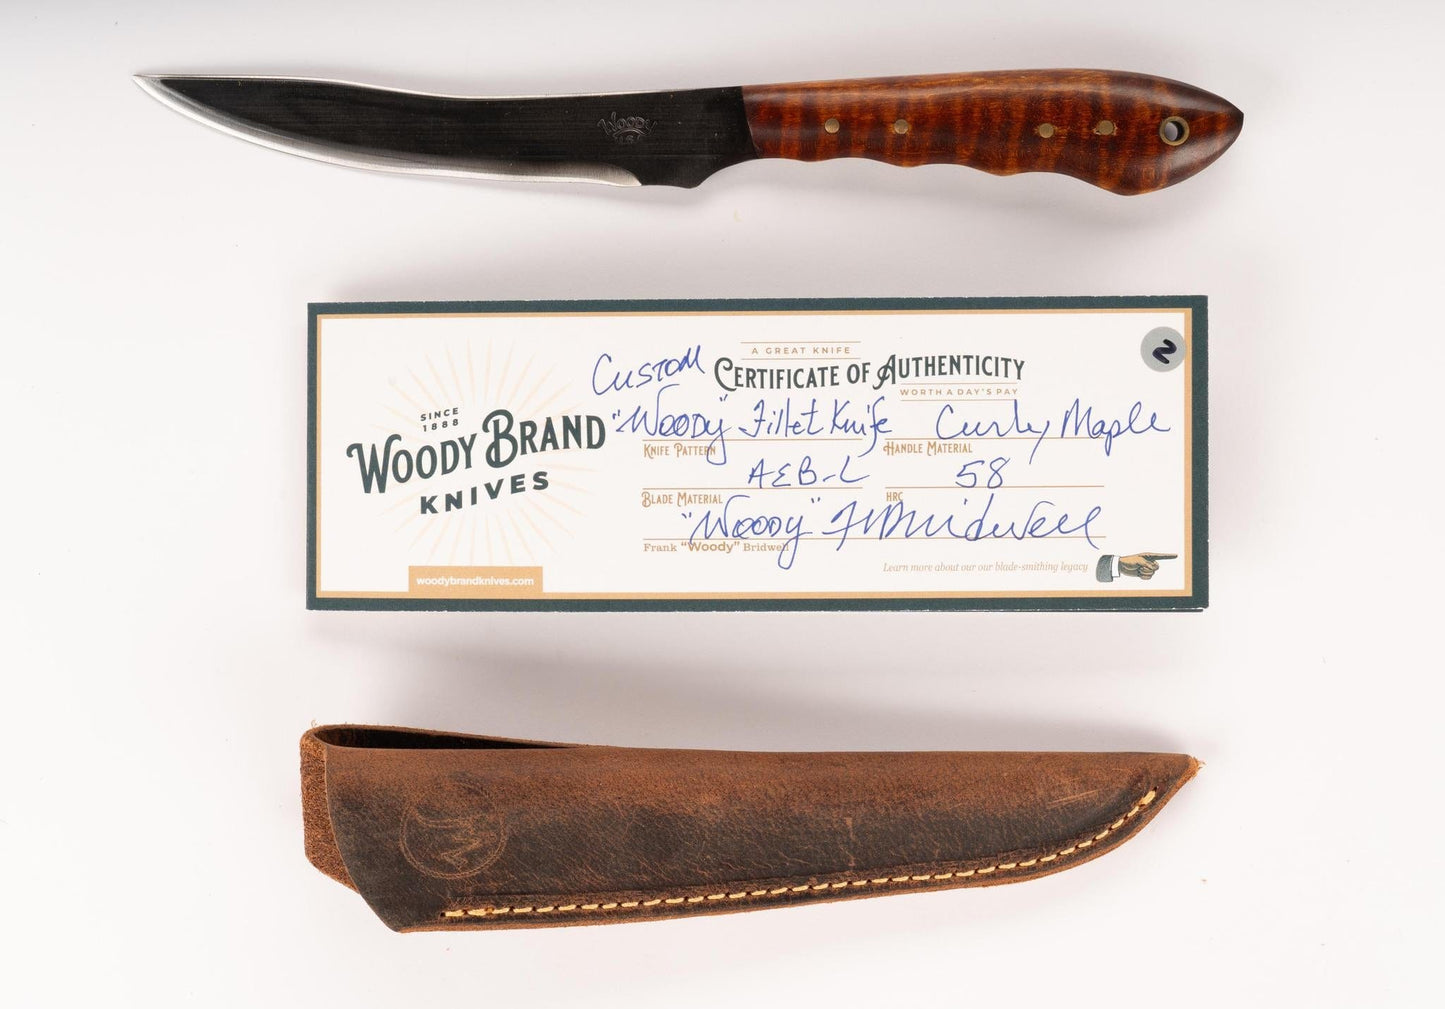 WOODY
SINCE
1888
WOODY BRAND
KNIVES
woodybrandknives.com
A GREAT KNIFE
Custom CERTIFICATE OF AUTHENTICITY
WORTH A DAY'S PAY
"Woody" Fillet Knife Curly Maple
KNIFE PATTERN HANDLE MATERIAL
AEB-L 58
BLADE MATERIAL HRC
"Woody" F Bridwell
Frank "Woody" Bridwell
Learn more about our our blade-smithing legacy